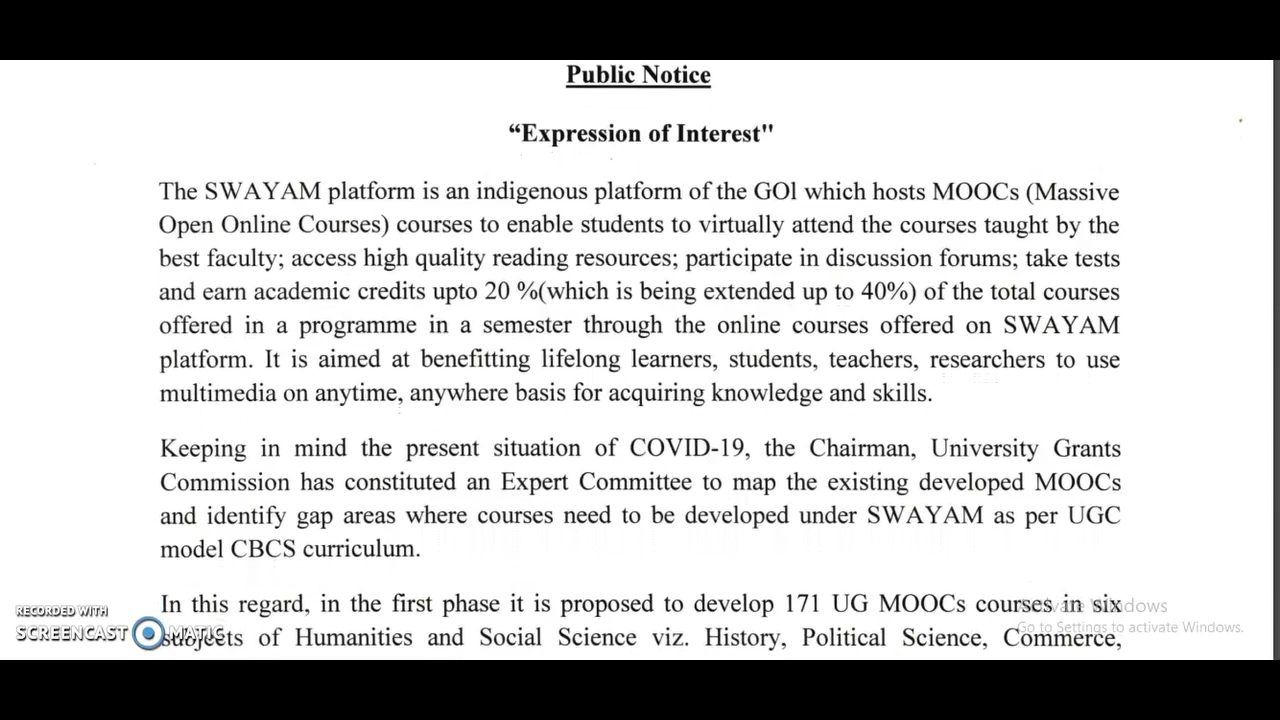 Public Notice
“Expression of Interest"
The SWAYAM platform is an indigenous platform of the GOl which hosts MOOCs (Massive
Open Online Courses) courses to enable students to virtually attend the courses taught by the
best faculty; access high quality reading resources; participate in discussion forums; take tests
and earn academic credits upto 20 %(which is being extended up to 40%) of the total courses
offered in a programme in a semester through the online courses offered on SWAYAM
platform. It is aimed at benefitting lifelong learners, students, teachers, researchers to use
multimedia on anytime, anywhere basis for acquiring knowledge and skills.
Keeping in mind the present situation of COVID-19, the Chairman, University Grants
Commission has constituted an Expert Committee to map the existing developed MOOCs
and identify gap areas where courses need to be developed under SWAYAM as per UGC
model CBCS curriculum.
In this regard, in the first phase it is proposed to develop 171 UG MOOCs courses in six
subjects of Humanities and Social Science viz. History, Political Science, Commerce,
RECORDED WITH
SCREENCAST MATIC
Activate Windows
Go to Settings to activate Windows.